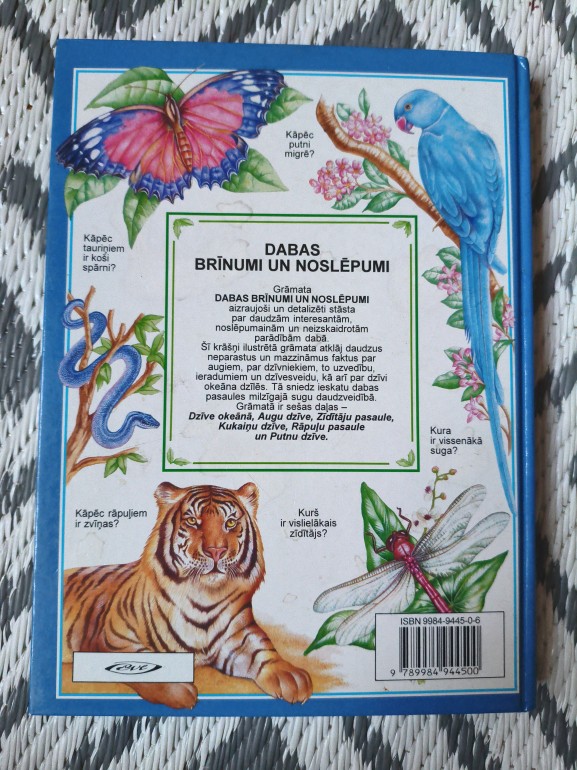 Kāpēc
putni
migrē?
Kāpēc
tauriņiem
ir koši
spārni?
DABAS
BRĪNUMI UN NOSLĒPUMI
Grāmata
DABAS BRĪNUMI UN NOSLĒPUMI
aizraujoši un detalizēti stāsta
par daudzām interesantām,
noslēpumainām un neizskaidrotām
parādībām dabā.
Šī krāšņi ilustrētā grāmata atklāj daudzus
neparastus un mazzināmus faktus par
augiem, par dzīvniekiem, to uzvedību,
ieradumiem un dzīvesveidu, kā arī par dzīvi
okeāna dzīlēs. Tā sniedz ieskatu dabas
pasaules milzīgajā sugu daudzveidībā.
Grāmatā ir sešas daļas –
Dzīve okeānā, Augu dzīve, Zīdītāju pasaule,
Kukaiņu dzīve, Rāpuļu pasaule
un Putnu dzīve.
Kura
ir vissenākā
suga?
Kāpēc rāpuļiem
ir zvīņas?
Kurš
ir vislielākais
zīdītājs?
ISBN 9984-9445-0-6
9 789984 944500